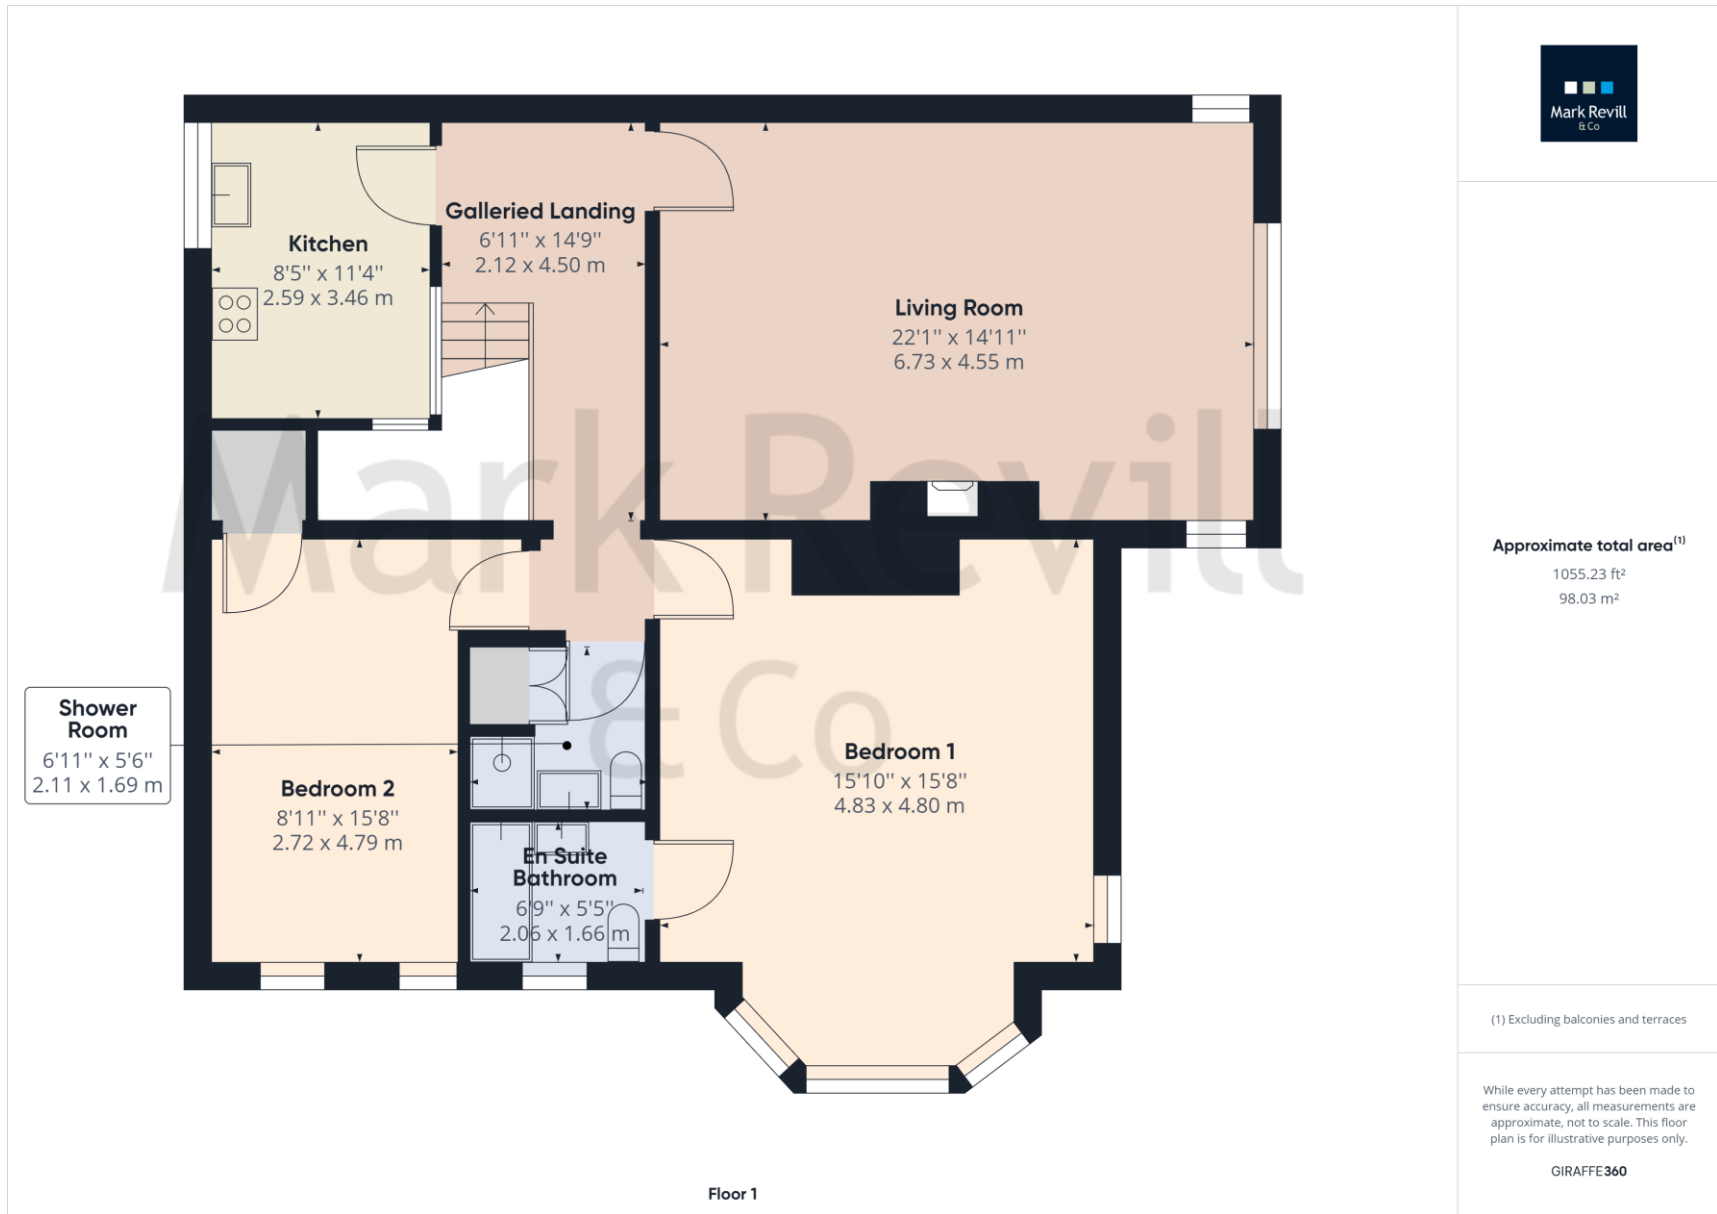 Kitchen
8'5'' x 11'4''
2.59 x 3.46 m
Galleried Landing
6'11'' x 14'9''
2.12 x 4.50 m
Living Room
22'1'' x 14'11''
6.73 x 4.55 m
Shower
Room
6'11'' x 5'6''
2.11 x 1.69 m
Bedroom 2
8'11'' x 15'8''
2.72 x 4.79 m
Bedroom 1
15'10'' x 15'8''
4.83 x 4.80 m
En Suite
Bathroom
6'9'' x 5'5''
2.06 x 1.66 m
Mark Revill
& Co
Floor 1
Mark Revill
& Co
Approximate total area(1)
1055.23 ft²
98.03 m²
(1) Excluding balconies and terraces
While every attempt has been made to
ensure accuracy, all measurements are
approximate, not to scale. This floor
plan is for illustrative purposes only.
GIRAFFE360